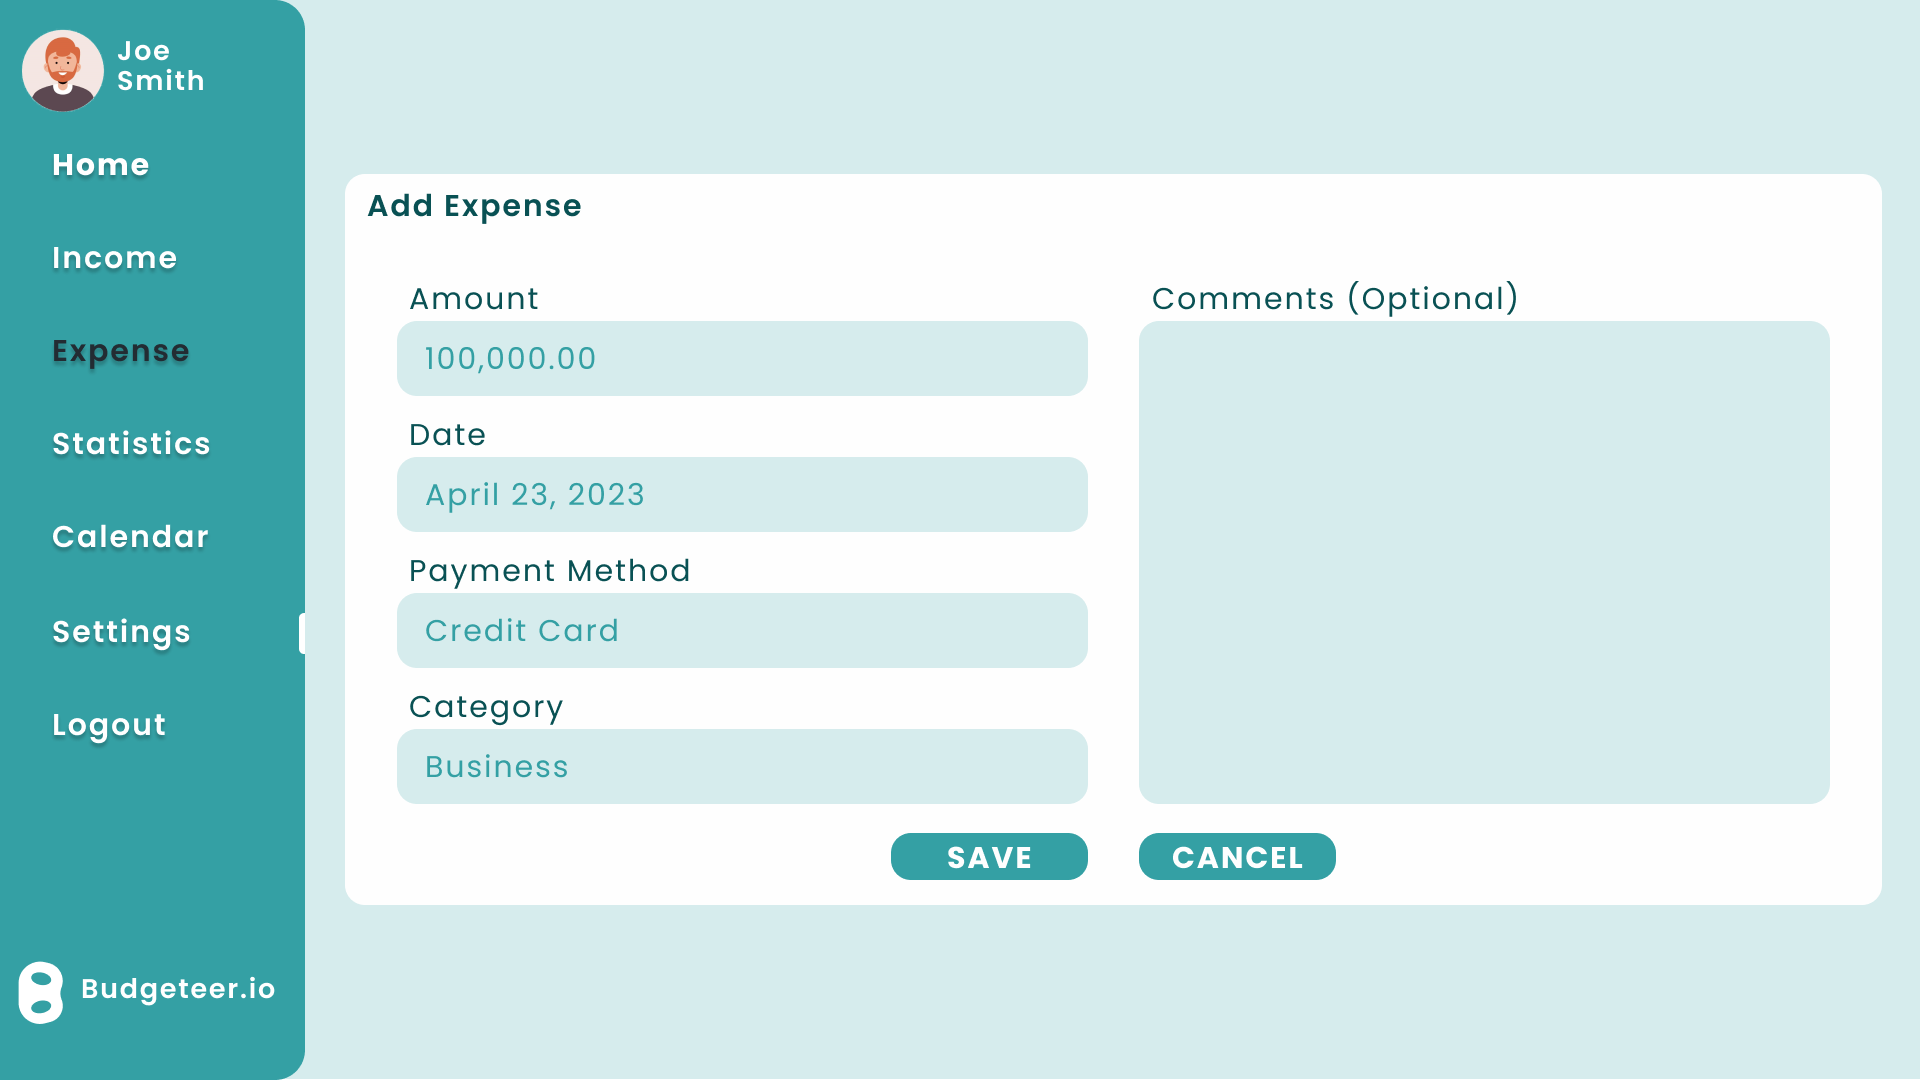 Joe
Smith
Home
Income
Expense
Statistics
Calendar
Settings
Logout
Budgeteer.io
Add Expense
Amount
100,000.00
Date
April 23, 2023
Payment Method
Credit Card
Category
Business
Comments (Optional)
SAVE
CANCEL